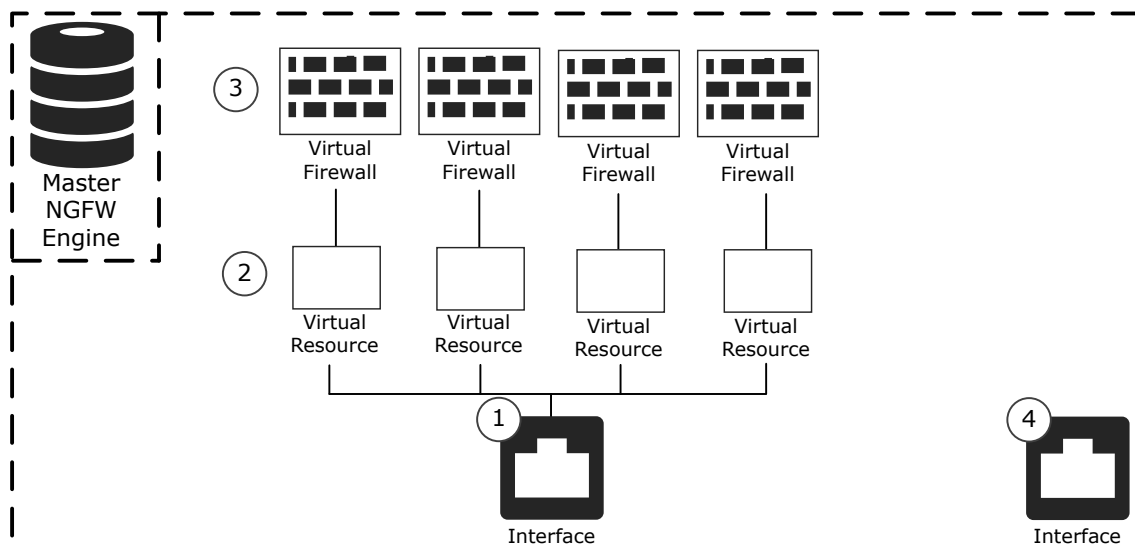 Master
NGFW
Engine
3
Virtual
Firewall
Virtual
Firewall
Virtual
Firewall
Virtual
Firewall
2
Virtual
Resource
Virtual
Resource
Virtual
Resource
Virtual
Resource
1
Interface
4
Interface